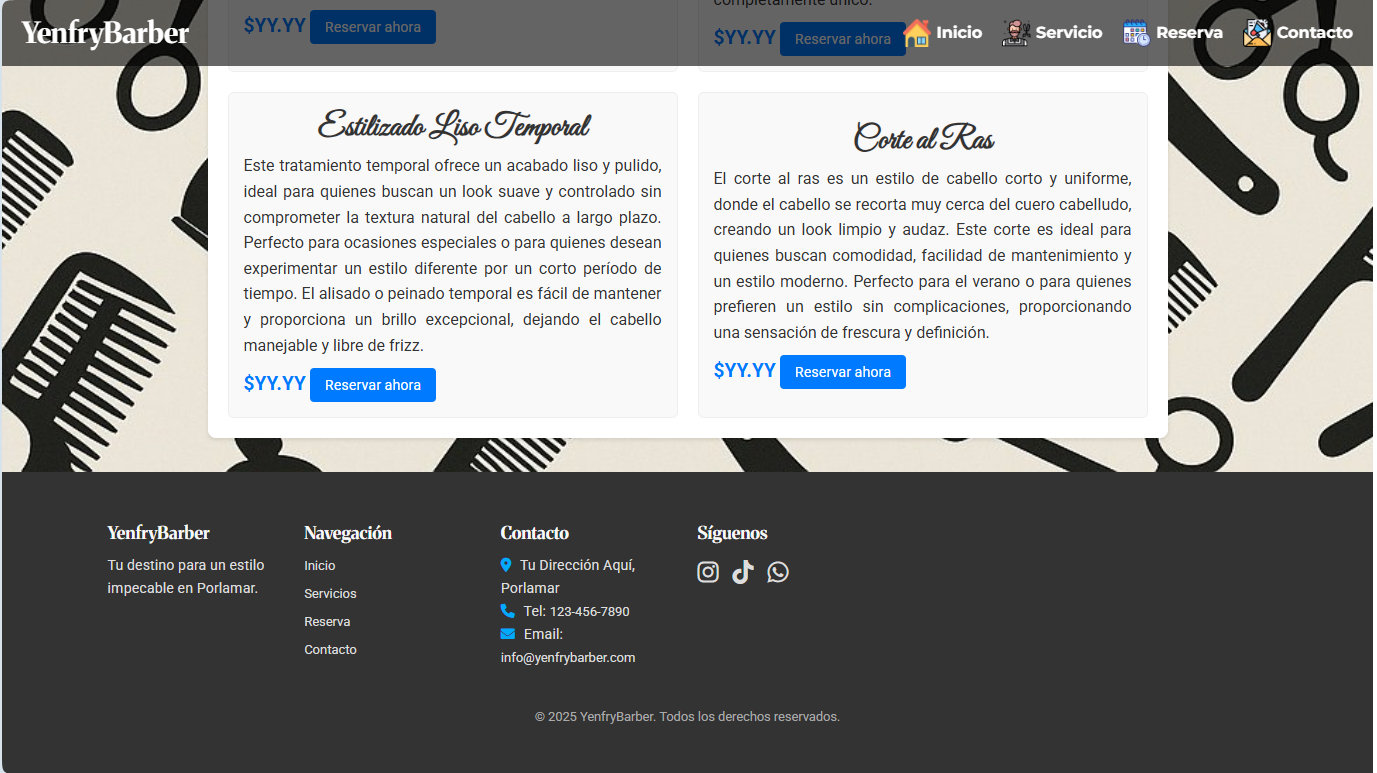 YenfryBarber
Inicio
Servicio
Reserva
Contacto
$YY.YY Reservar ahora
completamente único.
$YY.YY Reservar ahora
Estilizado Liso Temporal
Este tratamiento temporal ofrece un acabado liso y pulido,
ideal para quienes buscan un look suave y controlado sin
comprometer la textura natural del cabello a largo plazo.
Perfecto para ocasiones especiales o para quienes desean
experimentar un estilo diferente por un corto período de
tiempo. El alisado o peinado temporal es fácil de mantener
y proporciona un brillo excepcional, dejando el cabello
manejable y libre de frizz.
$YY.YY Reservar ahora
Corte al Ras
El corte al ras es un estilo de cabello corto y uniforme,
donde el cabello se recorta muy cerca del cuero cabelludo,
creando un look limpio y audaz. Este corte es ideal para
quienes buscan comodidad, facilidad de mantenimiento y
un estilo moderno. Perfecto para el verano o para quienes
prefieren un estilo sin complicaciones, proporcionando
una sensación de frescura y definición.
$YY.YY Reservar ahora
YenfryBarber
Tu destino para un estilo
impecable en Porlamar.
Navegación
Inicio
Servicios
Reserva
Contacto
Contacto
Tu Dirección Aquí,
Porlamar
Tel: 123-456-7890
Email:
info@yenfrybarber.com
Síguenos
© 2025 YenfryBarber. Todos los derechos reservados.